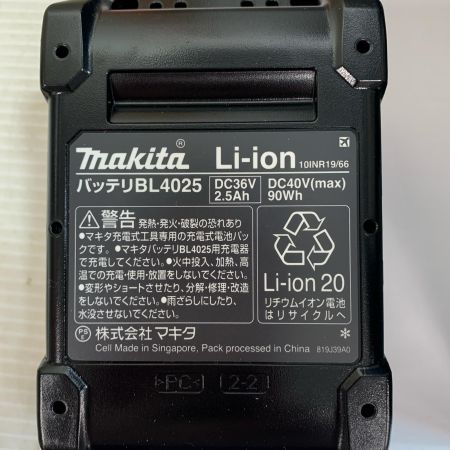 makita® Li-ion 10INR19/66
バッテリBL4025 DC36V 2.5Ah DC40V(max) 90Wh
⚠警告 発熱・発火・破裂の恐れあり
●マキタ充電式工具専用の充電式電池パッ
クです。●マキタバッテリBL4025用充電器
で充電してください。●火中投入、加熱、高
温での充電・使用・放置をしないでください。
●変形やショートさせたり、分解・修理・改造
をしないでください。●雨ざらしにしたり、
水没させないでください。
Li-ion 20
リチウムイオン電池
はリサイクルへ
PSE 株式会社マキタ *
Cell Made in Singapore, Pack processed in China 819J39A0
>PC< 2-2